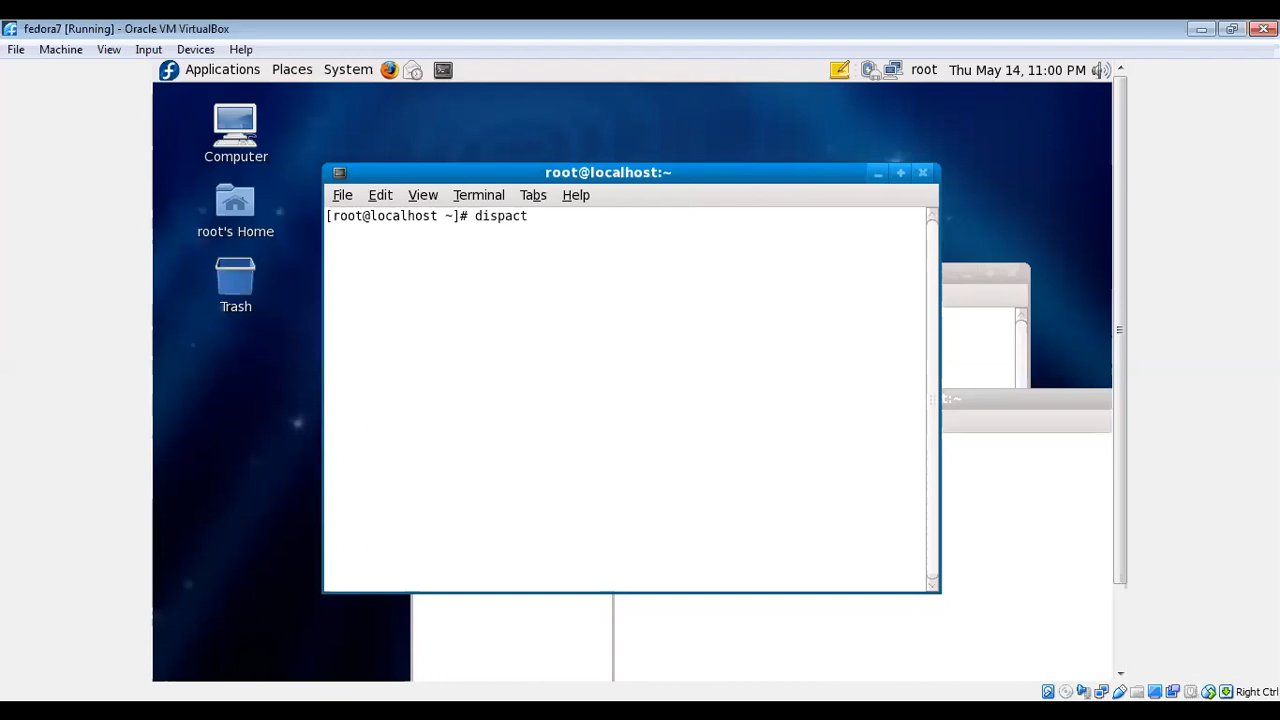 fedora7 [Running] - Oracle VM VirtualBox
File Machine View Input Devices Help
Applications Places System root Thu May 14, 11:00 PM
Computer
root's Home
Trash
root@localhost:~
File Edit View Terminal Tabs Help
[root@localhost ~]# dispact
t:~
Right Ctrl